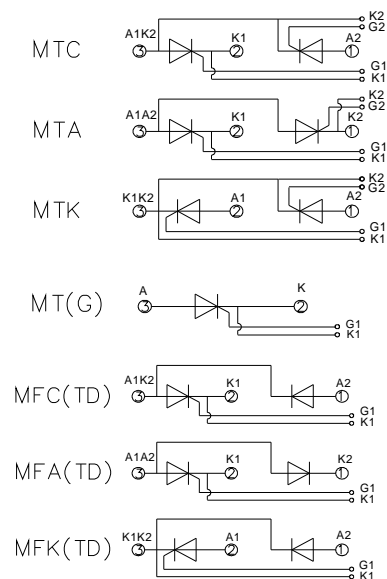 A1K2 K1 A2 K2
G2
MTC 3 2 1
G1
K1
A1A2 K1 K2
G2
MTA 3 2 K2 1
G1
K1
K2
G2
K1K2 A1 A2
MTK 3 2 1
G1
K1
A K
MT(G) 3 2
G1
K1
A1K2 K1 A2
MFC(TD) 3 2 1
G1
K1
A1A2 K1 K2
MFA(TD) 3 2 1
G1
K1
K1K2 A1 A2
MFK(TD) 3 2 1
G1
K1